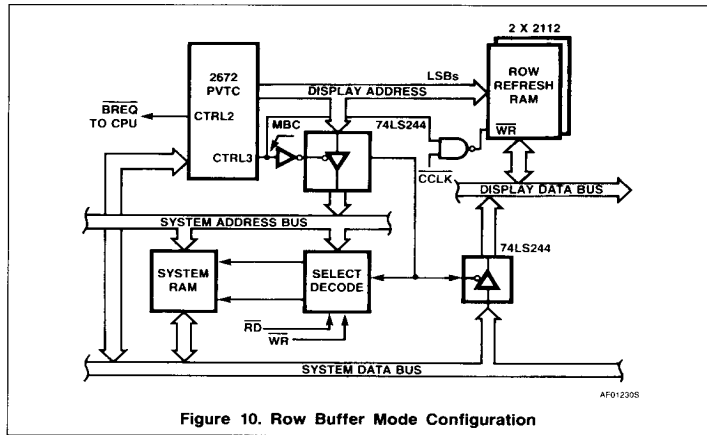 2 X 2112
2672
PVTC
LSBs
DISPLAY ADDRESS
ROW
REFRESH
RAM
BREQ
TO CPU
CTRL2
MBC
74LS244
WR
CTRL3
CCLK
DISPLAY DATA BUS
SYSTEM ADDRESS BUS
74LS244
SYSTEM
RAM
SELECT
DECODE
RD
WR
SYSTEM DATA BUS
AF01230S
Figure 10. Row Buffer Mode Configuration